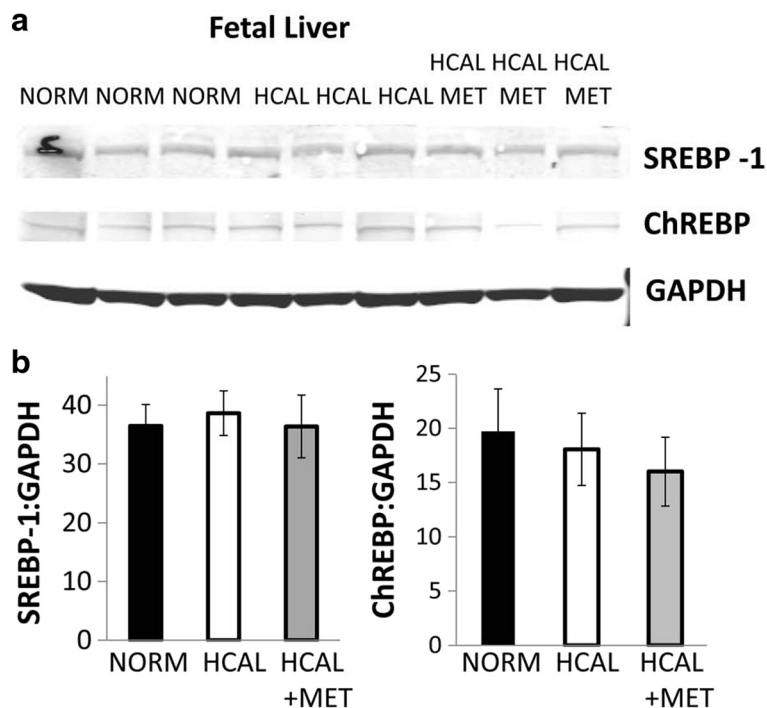 a
Fetal Liver
HCAL HCAL HCAL
NORM NORM NORM HCAL HCAL HCAL MET MET MET
SREBP -1
ChREBP
GAPDH
b
SREBP-1:GAPDH
40
30
20
10
0
NORM HCAL HCAL
+MET
ChREBP:GAPDH
25
20
15
10
5
0
NORM HCAL HCAL
+MET